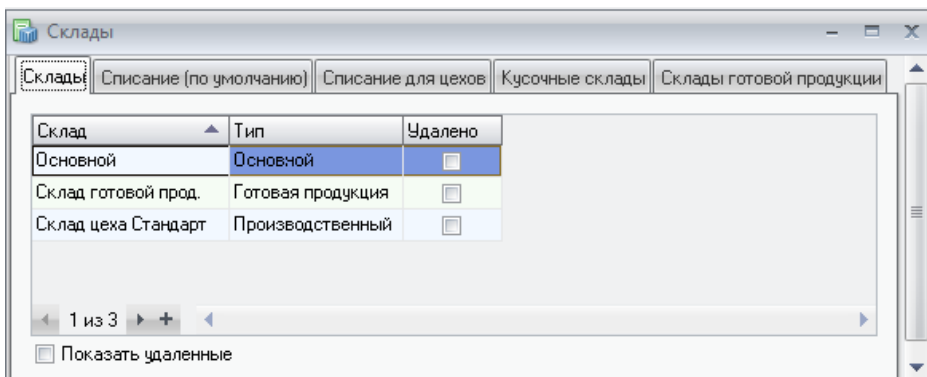 Склады
Склады Списание (по умолчанию) Списание для цехов Кусочные склады Склады готовой продукции
Склад Тип Удалено
Основной Основной
Склад готовой прод. Готовая продукция
Склад цеха Стандарт Производственный
1 из 3
Показать удаленные